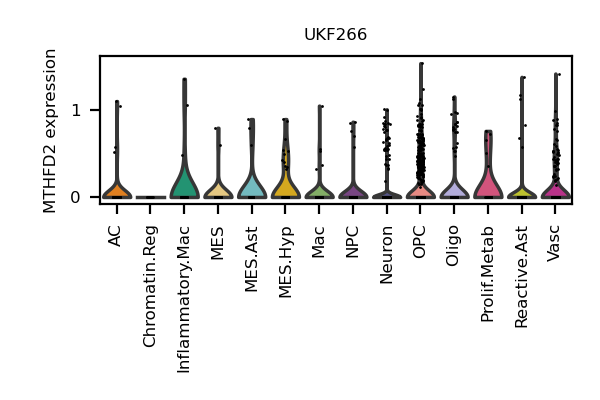 UKF266
MTHFD2 expression
1
0
AC
Chromatin.Reg
Inflammatory.Mac
MES
MES.Ast
MES.Hyp
Mac
NPC
Neuron
OPC
Oligo
Prolif.Metab
Reactive.Ast
Vasc